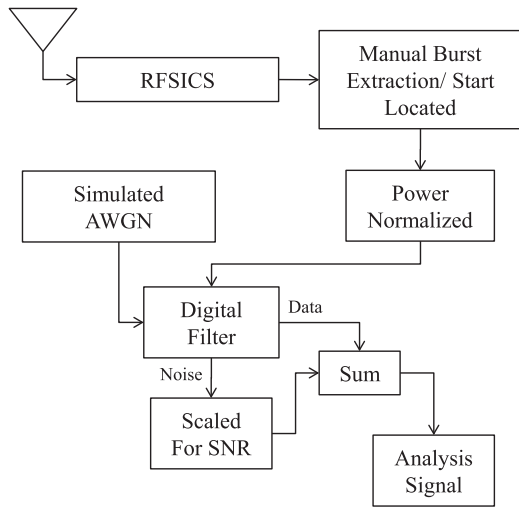 RFSICS
Manual Burst
Extraction/ Start
Located
Simulated
AWGN
Power
Normalized
Digital
Filter
Data
Noise
Sum
Scaled
For SNR
Analysis
Signal